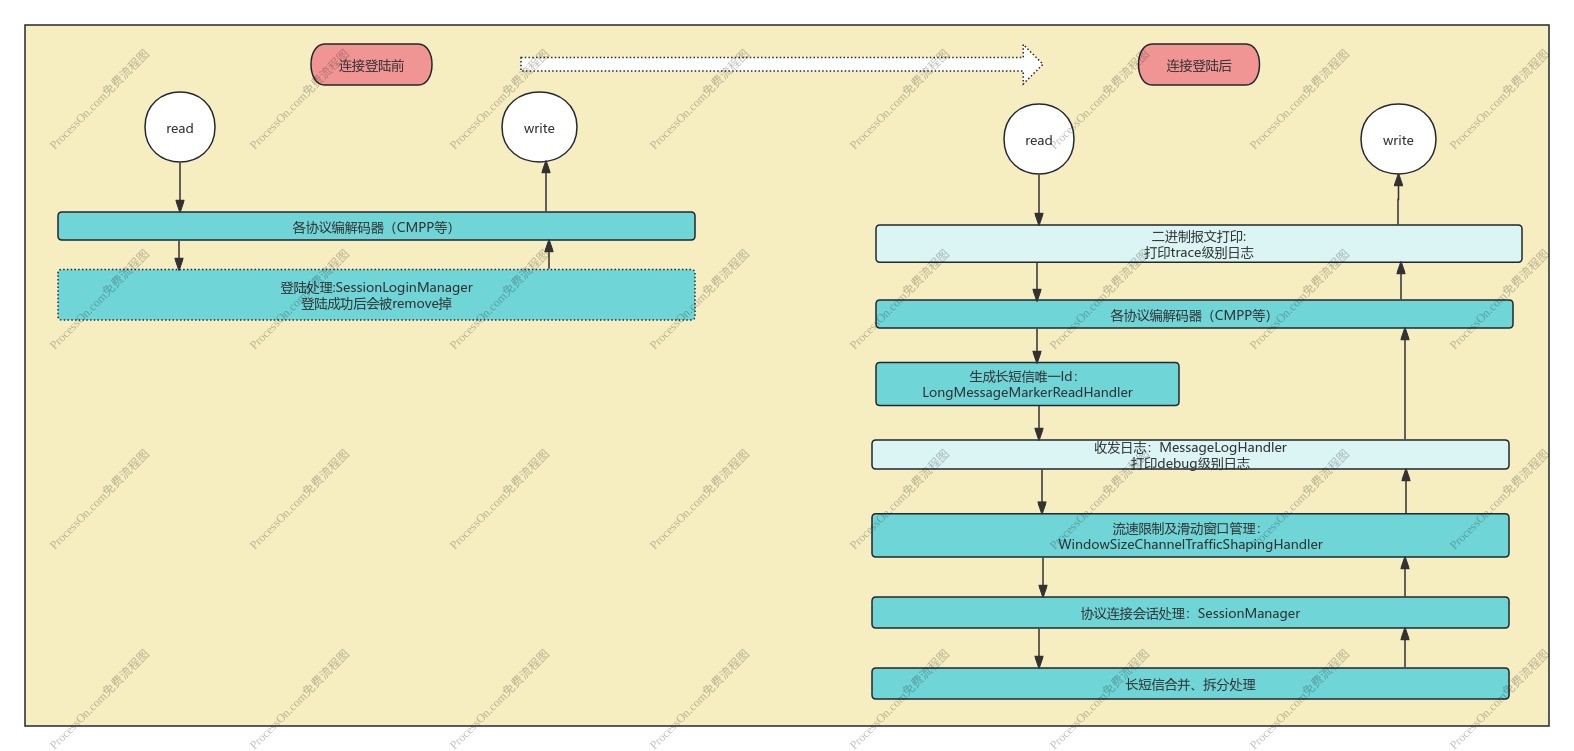 连接登陆前
连接登陆后
read
write
各协议编解码器（CMPP等）
登陆处理:SessionLoginManager
登陆成功后会被remove掉
read
write
二进制报文打印:
打印trace级别日志
各协议编解码器（CMPP等）
生成长短信唯一Id：
LongMessageMarkerReadHandler
收发日志：MessageLogHandler
打印debug级别日志
流速限制及滑动窗口管理：
WindowSizeChannelTrafficShapingHandler
协议连接会话处理：SessionManager
长短信合并、拆分处理
ProcessOn.com免费流程图